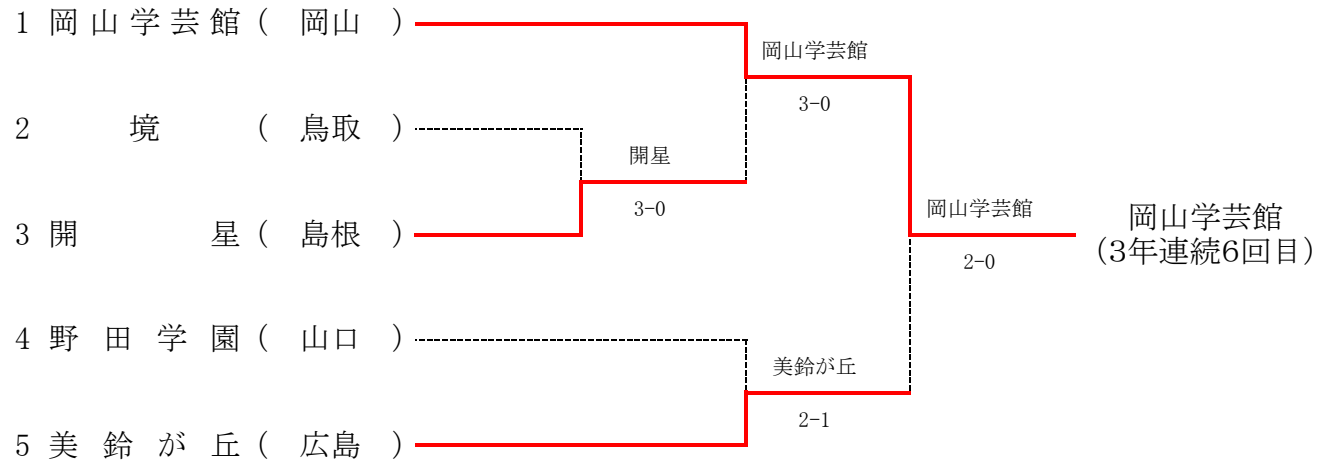 1 岡山学芸館 ( 岡山 )
岡山学芸館
3-0
2 境 ( 鳥取 )
開星
3-0
3 開星 ( 島根 )
岡山学芸館
2-0
岡山学芸館
(3年連続6回目)
4 野田学園 ( 山口 )
美鈴が丘
2-1
5 美鈴が丘 ( 広島 )